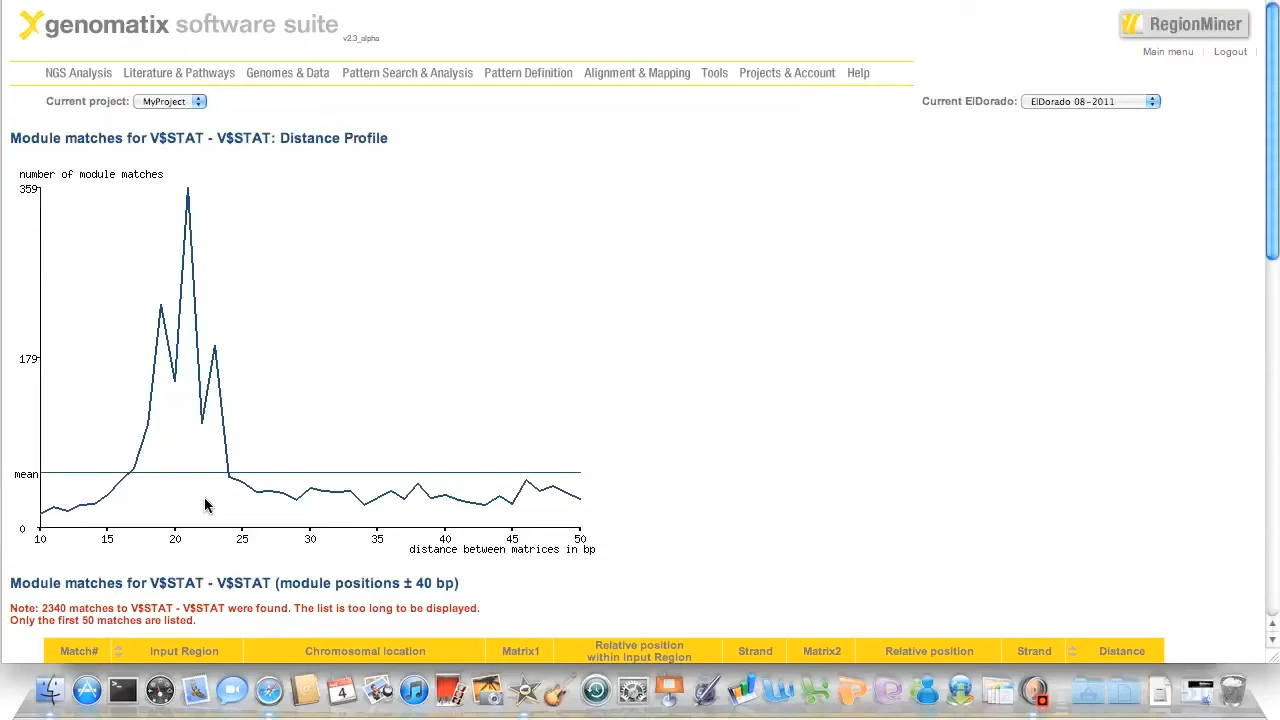 genomatix software suite v2.3_alpha
RegionMiner
Main menu | Logout |
NGS Analysis Literature & Pathways Genomes & Data Pattern Search & Analysis Pattern Definition Alignment & Mapping Tools Projects & Account Help
Current project: MyProject
Current ElDorado: ElDorado 08-2011
Module matches for V$STAT - V$STAT: Distance Profile
number of module matches
359
179
mean
0
10 15 20 25 30 35 40 45 50
distance between matrices in bp
Module matches for V$STAT - V$STAT (module positions ± 40 bp)
Note: 2340 matches to V$STAT - V$STAT were found. The list is too long to be displayed.
Only the first 50 matches are listed.
Match# Input Region Chromosomal location Matrix1 Relative position within Input Region Strand Matrix2 Relative position Strand Distance
4